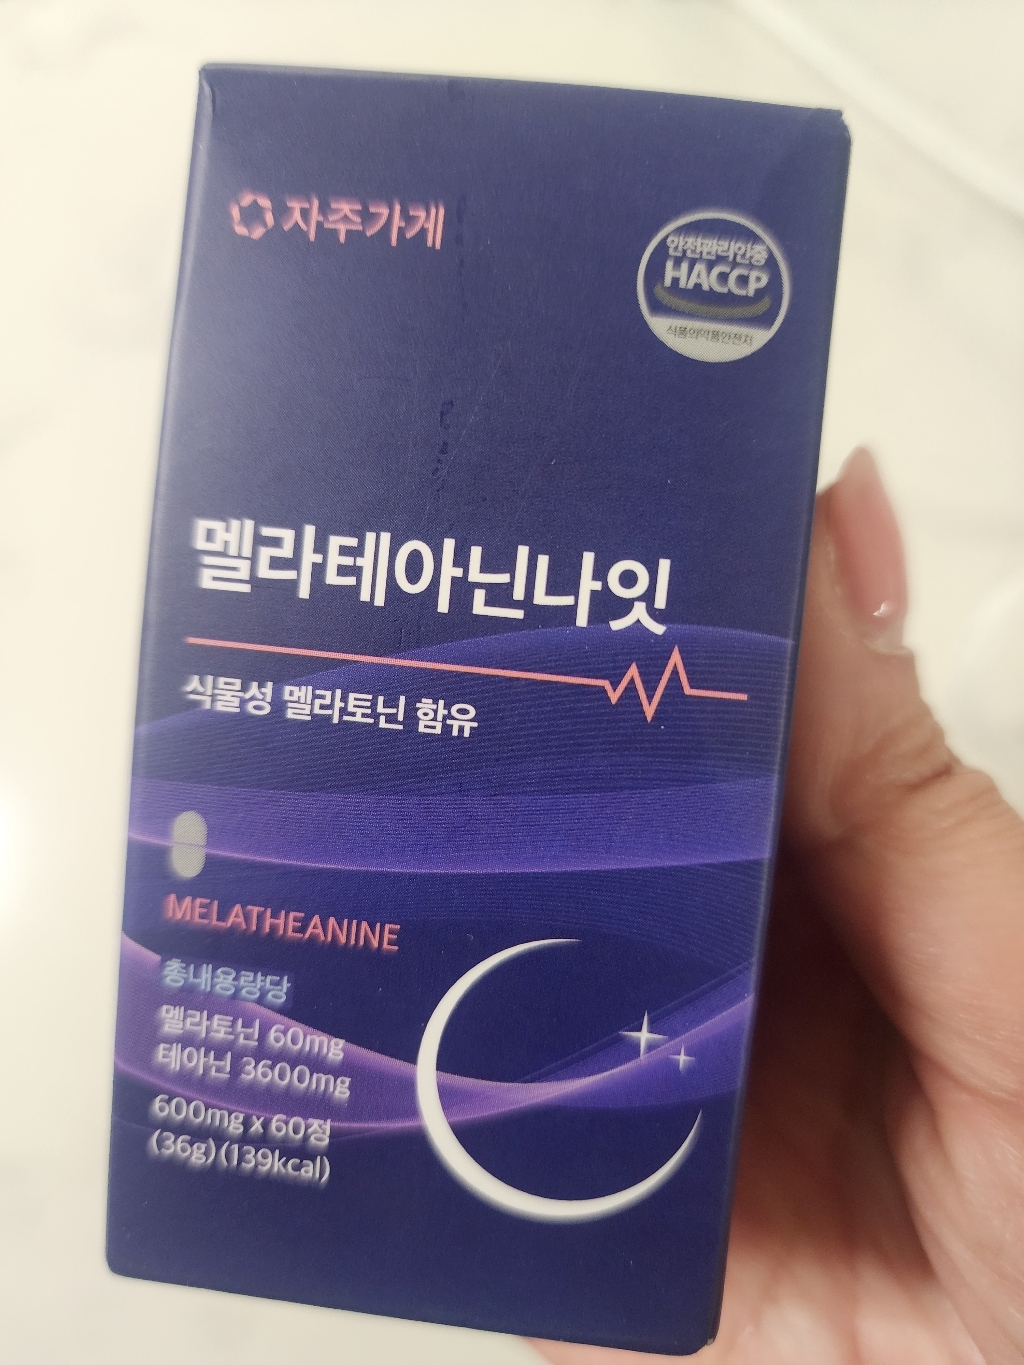 자주가게
안전관리인증
HACCP
식품의약품안전처
멜라테아닌나잇
식물성 멜라토닌 함유
MELATHEANINE
총내용량당
멜라토닌 60mg
테아닌 3600mg
600mg x 60정
(36g)(139kcal)